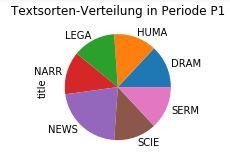 Textsorten-Verteilung in Periode P1
LEGA
HUMA
NARR
DRAM
title
NEWS
SERM
SCIE